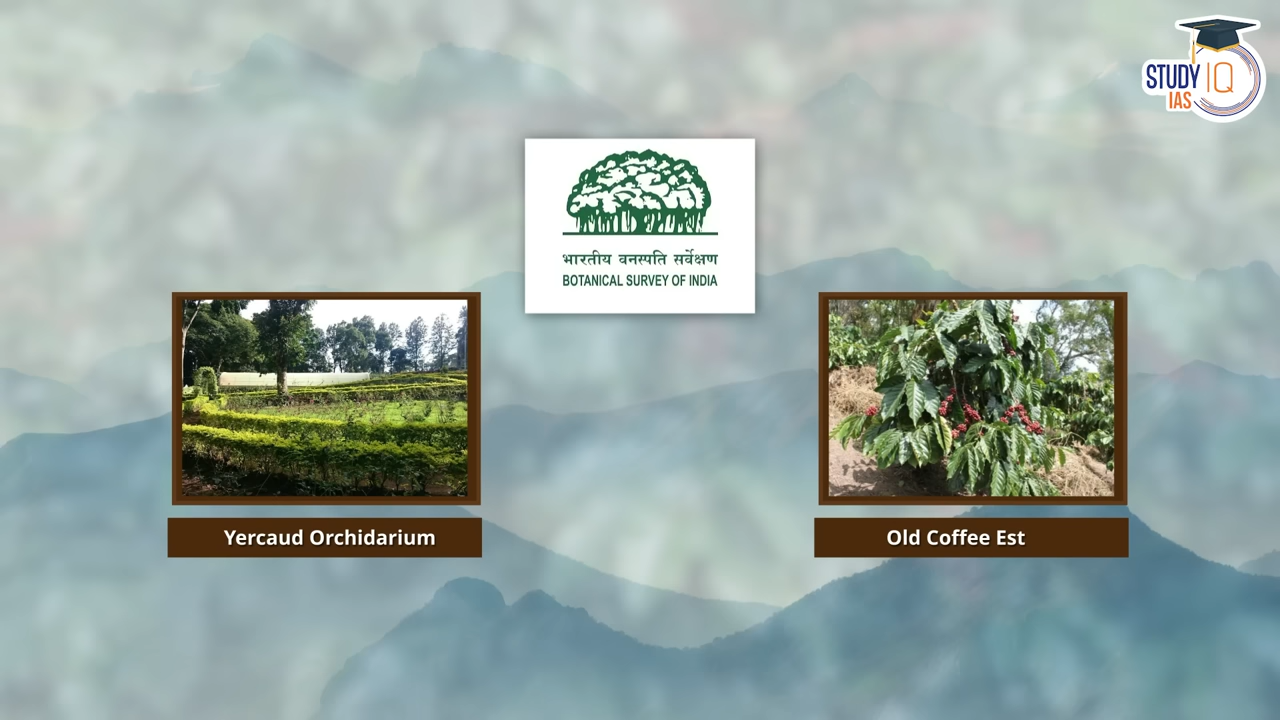 STUDY IQ
IAS
भारतीय वनस्पति सर्वेक्षण
BOTANICAL SURVEY OF INDIA
Yercaud Orchidarium
Old Coffee Est